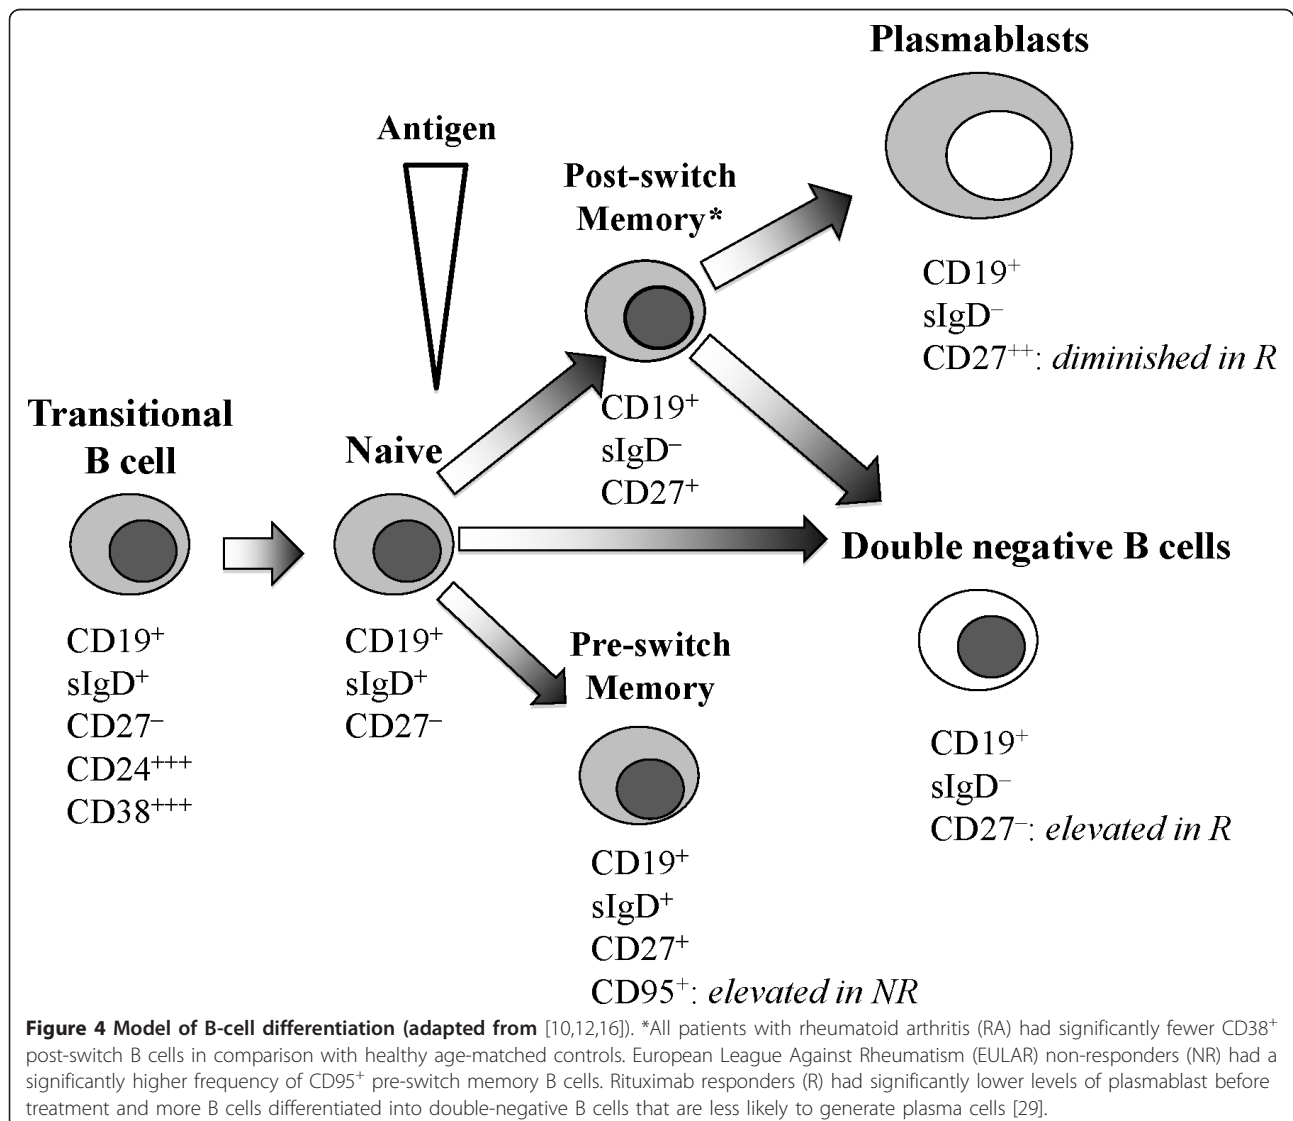 Plasmablasts
Antigen
Post-switch
Memory*
CD19⁺
sIgD⁻
CD27⁺⁺: diminished in R
CD19⁺
sIgD⁻
CD27⁺
Transitional
B cell
Naive
Double negative B cells
CD19⁺
sIgD⁺
CD27⁻
CD24⁺⁺⁺
CD38⁺⁺⁺
CD19⁺
sIgD⁺
CD27⁻
Pre-switch
Memory
CD19⁺
sIgD⁻
CD27⁻: elevated in R
CD19⁺
sIgD⁺
CD27⁺
CD95⁺: elevated in NR
Figure 4 Model of B-cell differentiation (adapted from [10,12,16]). *All patients with rheumatoid arthritis (RA) had significantly fewer CD38⁺
post-switch B cells in comparison with healthy age-matched controls. European League Against Rheumatism (EULAR) non-responders (NR) had a
significantly higher frequency of CD95⁺ pre-switch memory B cells. Rituximab responders (R) had significantly lower levels of plasmablast before
treatment and more B cells differentiated into double-negative B cells that are less likely to generate plasma cells [29].